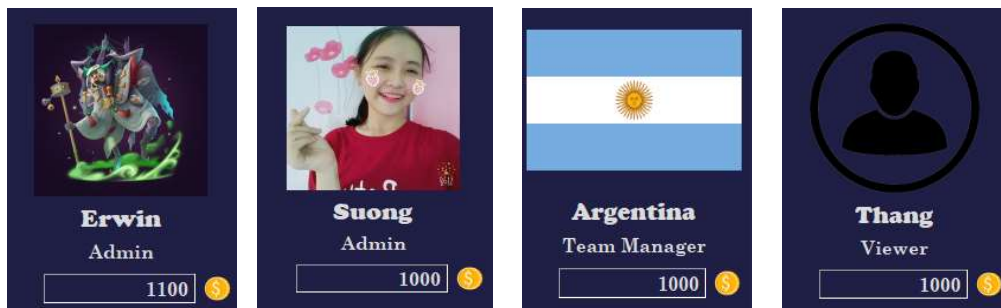 Erwin
Admin
1100
Suong
Admin
1000
Argentina
Team Manager
1000
Thang
Viewer
1000